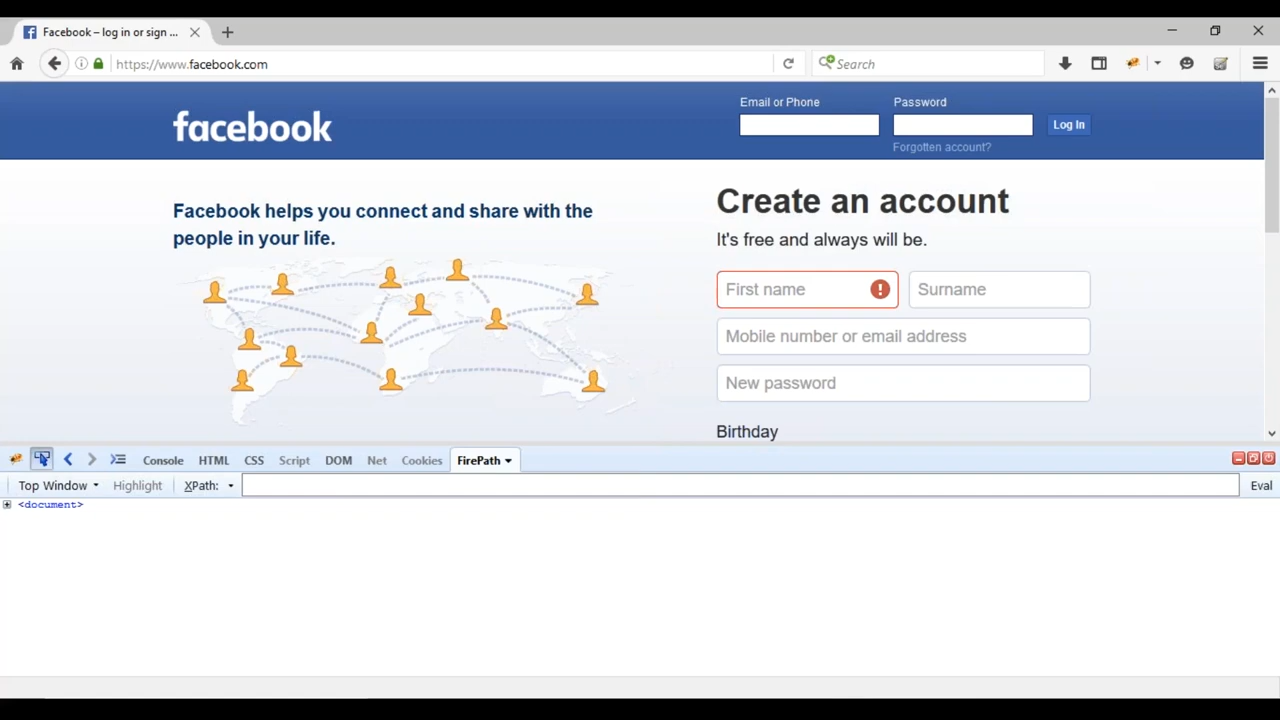 Facebook – log in or sign ...
https://www.facebook.com
Search
facebook
Email or Phone
Password
Log In
Forgotten account?
Facebook helps you connect and share with the
people in your life.
Create an account
It's free and always will be.
First name
Surname
Mobile number or email address
New password
Birthday
Console HTML CSS Script DOM Net Cookies FirePath
Top Window Highlight XPath: Eval
<document>